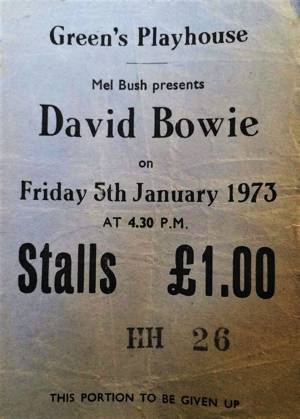 Green's Playhouse
Mel Bush presents
David Bowie
on
Friday 5th January 1973
AT 4.30 P.M.
Stalls £1.00
HH 26
THIS PORTION TO BE GIVEN UP